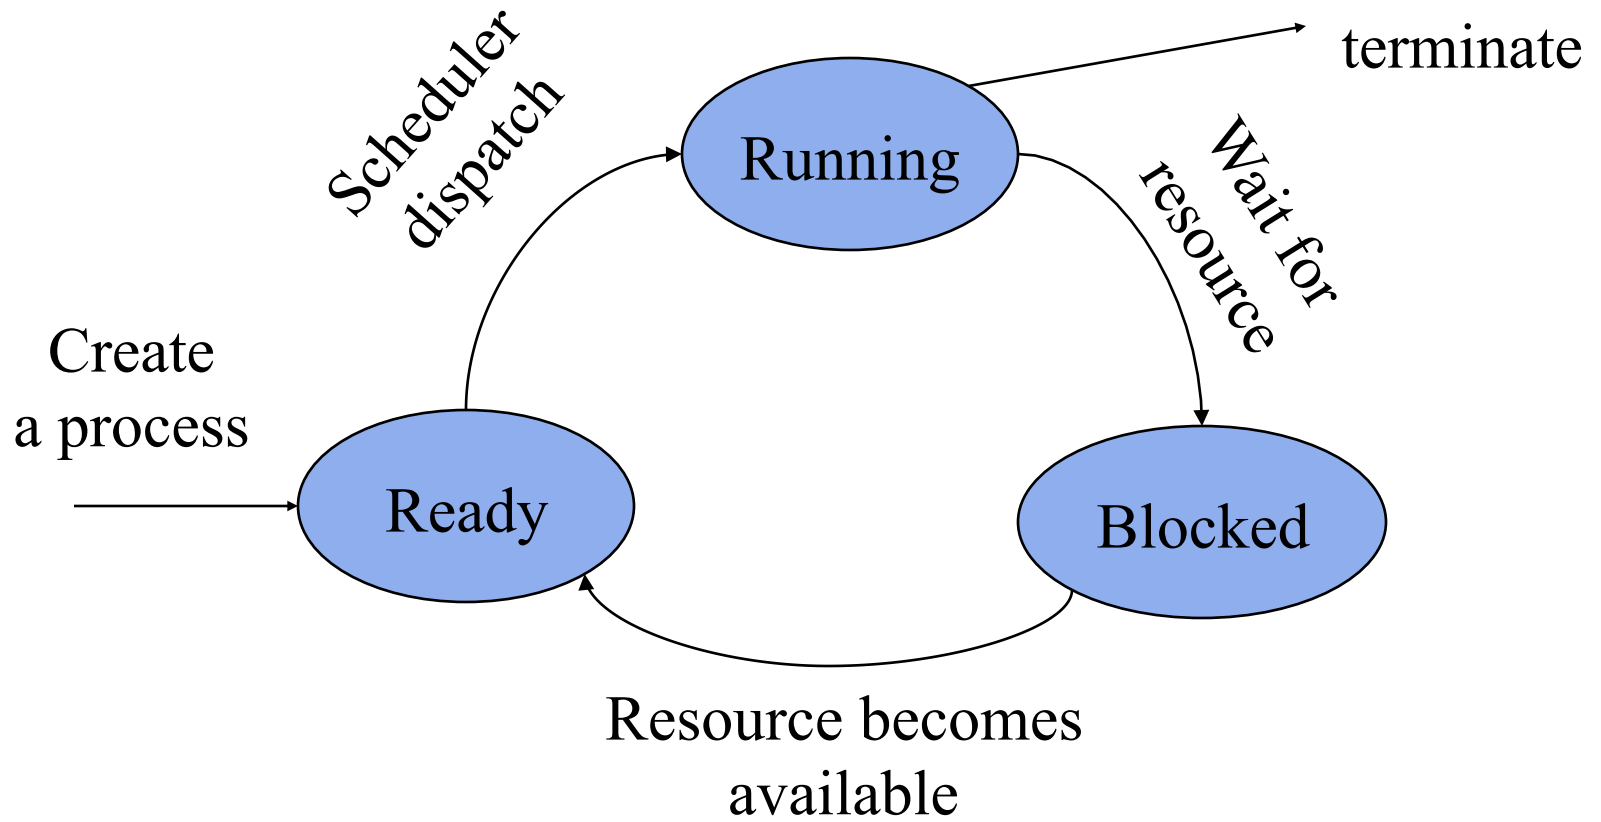 Scheduler
dispatch
Running
terminate
Wait for
resource
Create
a process
Ready
Blocked
Resource becomes
available